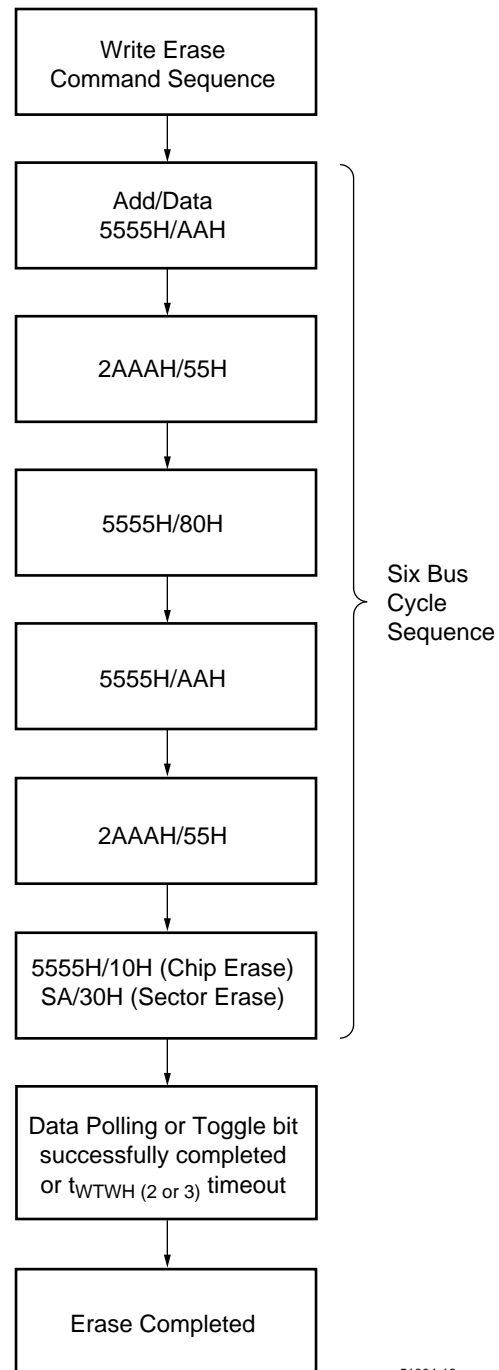 Write Erase
Command Sequence
Add/Data
5555H/AAH
2AAAH/55H
5555H/80H
5555H/AAH
2AAAH/55H
5555H/10H (Chip Erase)
SA/30H (Sector Erase)
Six Bus
Cycle
Sequence
Data Polling or Toggle bit
successfully completed
or tWTWH (2 or 3) timeout
Erase Completed